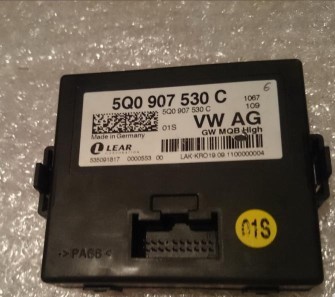 5Q0 907 530 C
5Q0 907 530 C
1067
109
6
01S
VW AG
Made in Germany
GW MQB High
LEAR
535091817 0000553 00
LAK-KRO19.09.1100000004
01S
>PA66<